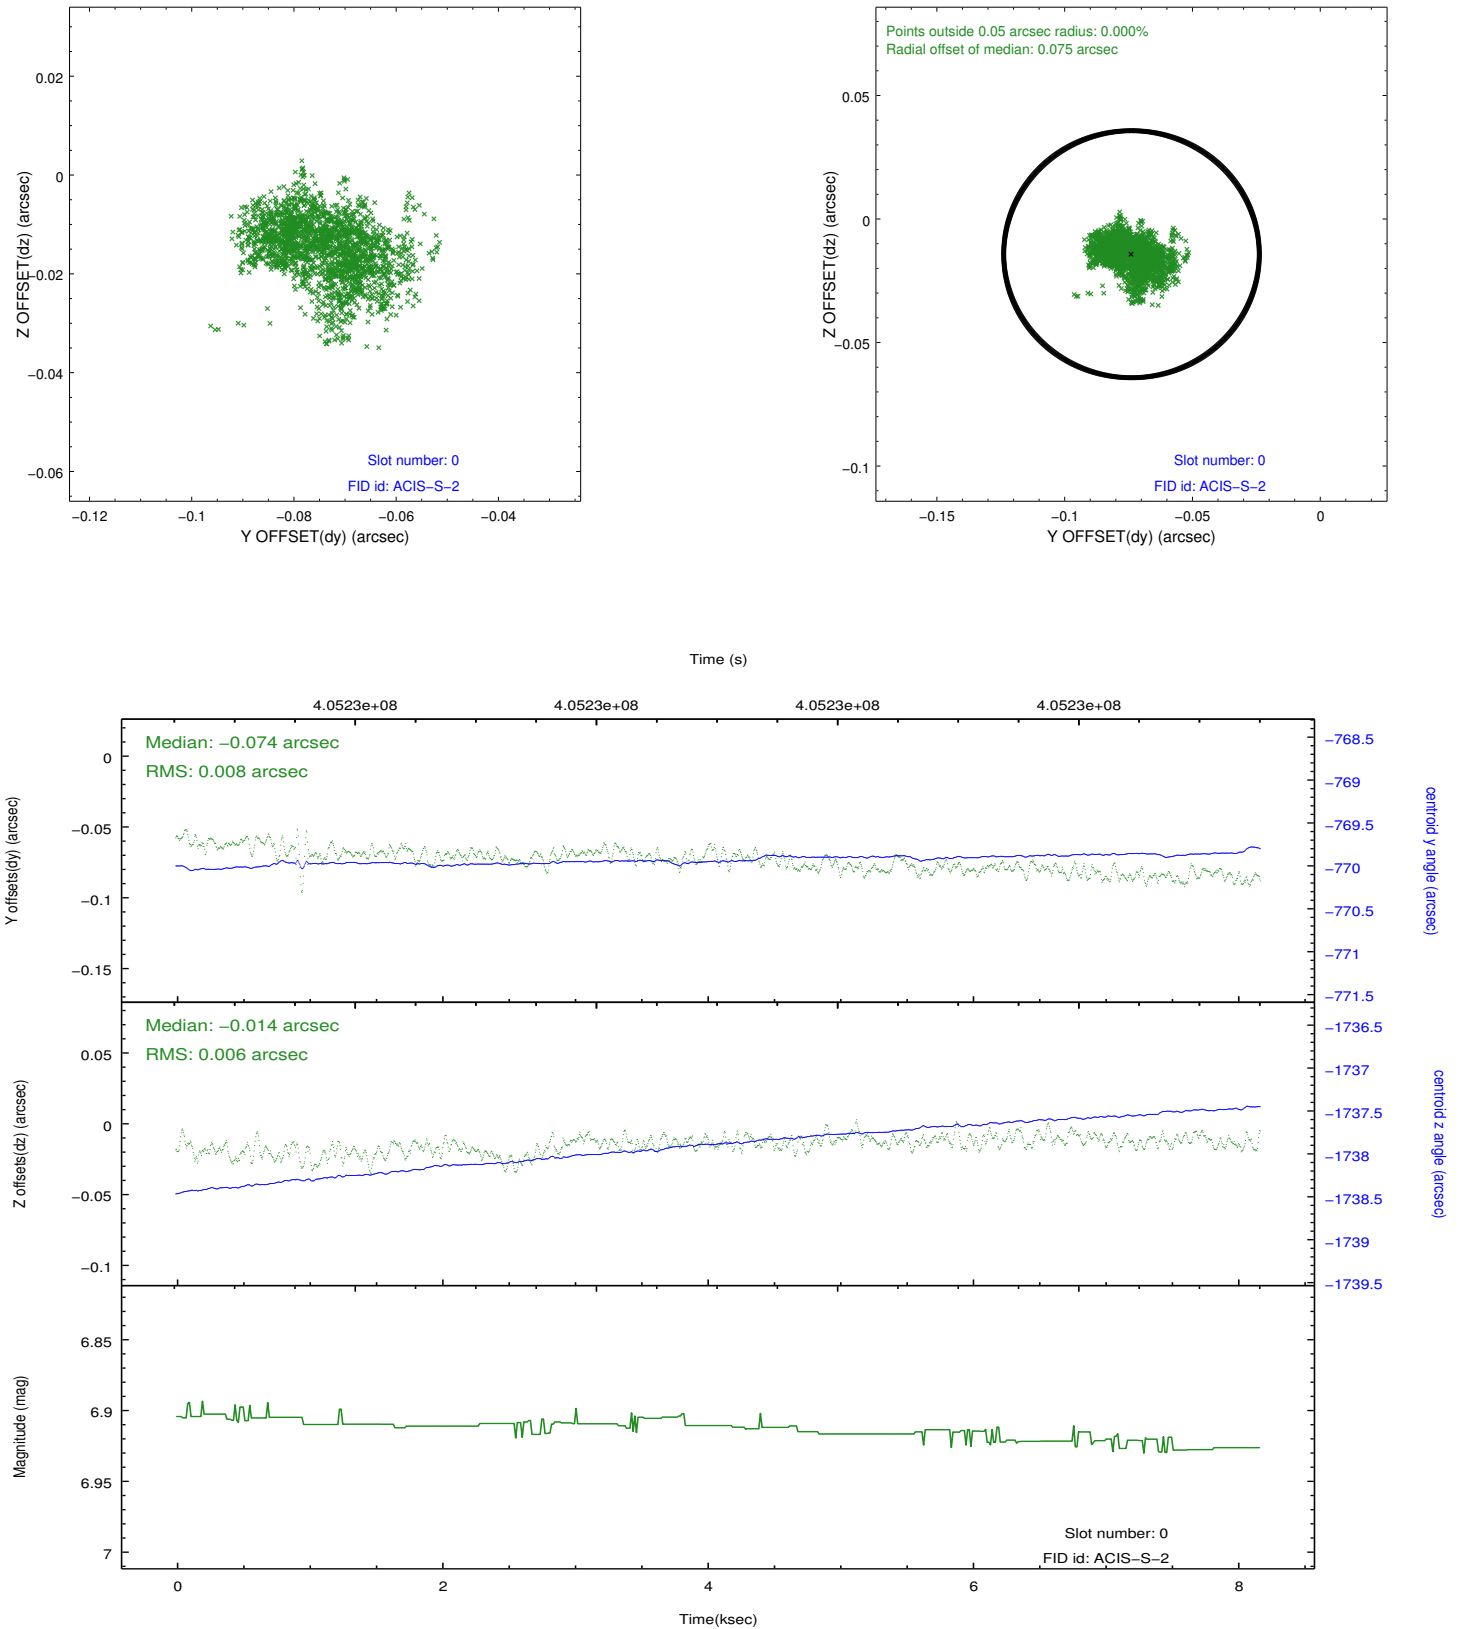 0.02
0
−0.02
−0.04
−0.06
Z OFFSET(dz) (arcsec)
Slot number: 0
FID id: ACIS−S−2
−0.12
−0.1
−0.08
−0.06
−0.04
Y OFFSET(dy) (arcsec)
Points outside 0.05 arcsec radius: 0.000%
Radial offset of median: 0.075 arcsec
0.05
0
−0.05
−0.1
Z OFFSET(dz) (arcsec)
Slot number: 0
FID id: ACIS−S−2
−0.15
−0.1
−0.05
0
Y OFFSET(dy) (arcsec)
Time (s)
4.0523e+08
4.0523e+08
4.0523e+08
4.0523e+08
Median: −0.074 arcsec
RMS: 0.008 arcsec
0
−0.05
−0.1
−0.15
Y offsets(dy) (arcsec)
−768.5
−769
−769.5
−770
−770.5
−771
−771.5
centroid y angle (arcsec)
Median: −0.014 arcsec
RMS: 0.006 arcsec
0.05
0
−0.05
−0.1
Z offsets(dz) (arcsec)
−1736.5
−1737
−1737.5
−1738
−1738.5
−1739
−1739.5
centroid z angle (arcsec)
6.85
6.9
6.95
7
Magnitude (mag)
Slot number: 0
FID id: ACIS−S−2
0
2
4
6
8
Time(ksec)